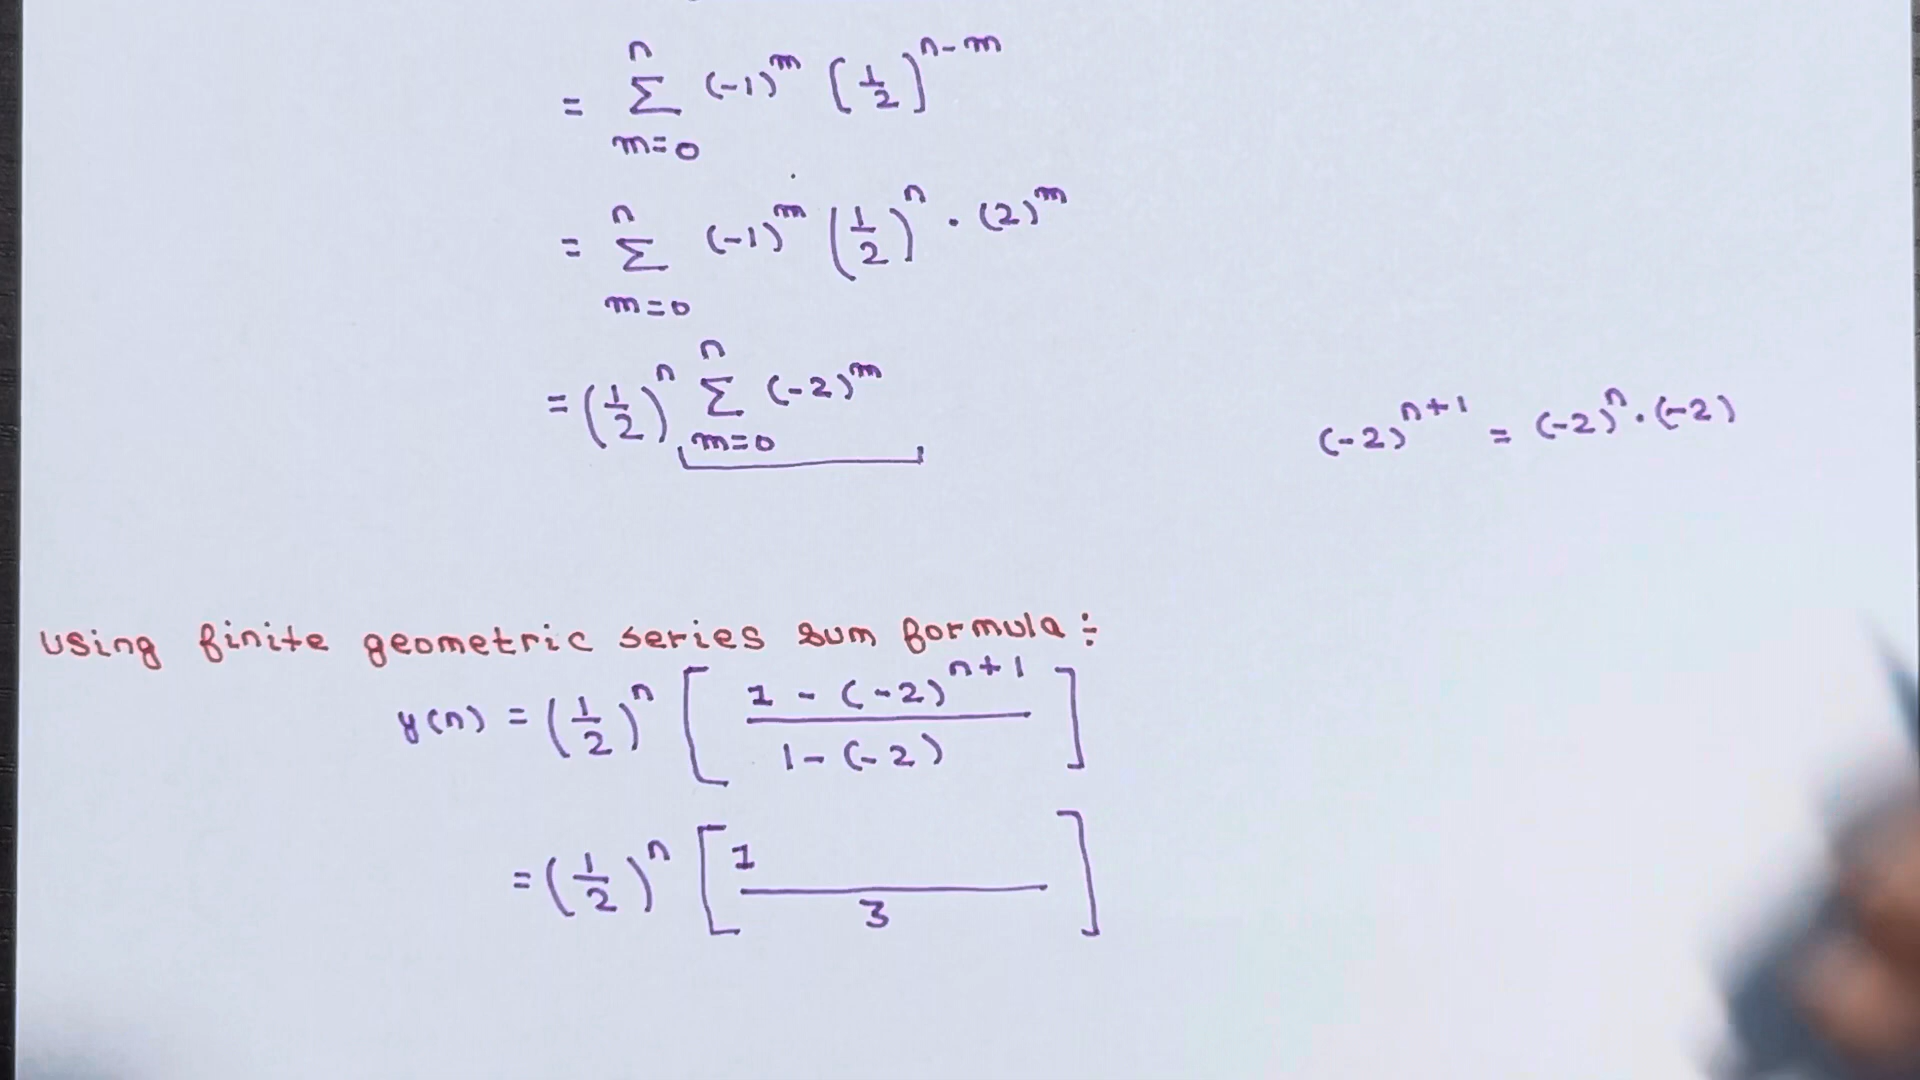 = Σ_{m=0}^{n} (-1)^m (1/2)^{n-m}
= Σ_{m=0}^{n} (-1)^m (1/2)^n · (2)^m
= (1/2)^n Σ_{m=0}^{n} (-2)^m
(-2)^{n+1} = (-2)^n · (-2)
Using finite geometric series sum formula :-
y(n) = (1/2)^n [ (1 - (-2)^{n+1}) / (1 - (-2)) ]
= (1/2)^n [ 1 / 3 ]